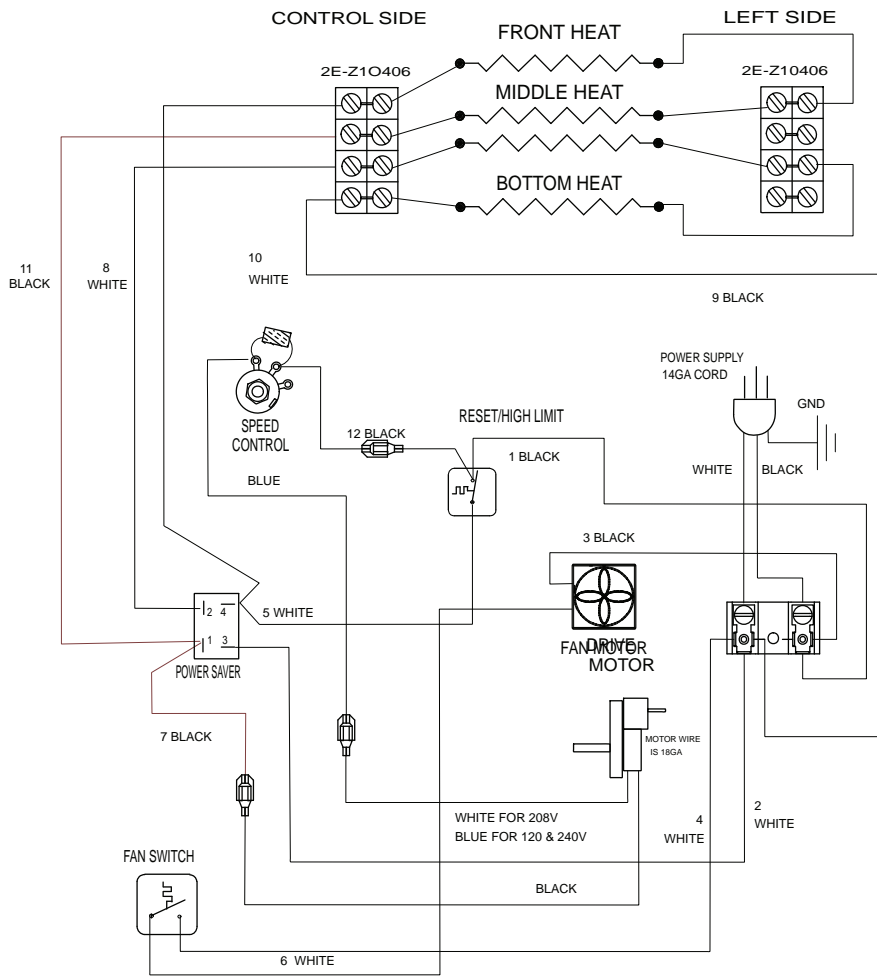 CONTROL SIDE
LEFT SIDE
FRONT HEAT
2E-Z1O406
2E-Z10406
MIDDLE HEAT
BOTTOM HEAT
11
BLACK
8
WHITE
10
WHITE
9 BLACK
POWER SUPPLY
14GA CORD
GND
SPEED
CONTROL
12 BLACK
RESET/HIGH LIMIT
1 BLACK
WHITE
BLACK
BLUE
3 BLACK
2 4
1 3
5 WHITE
POWER SAVER
FAN MOTOR
DRIVE
MOTOR
7 BLACK
MOTOR WIRE
IS 18GA
WHITE FOR 208V
BLUE FOR 120 & 240V
4
WHITE
2
WHITE
FAN SWITCH
BLACK
6 WHITE